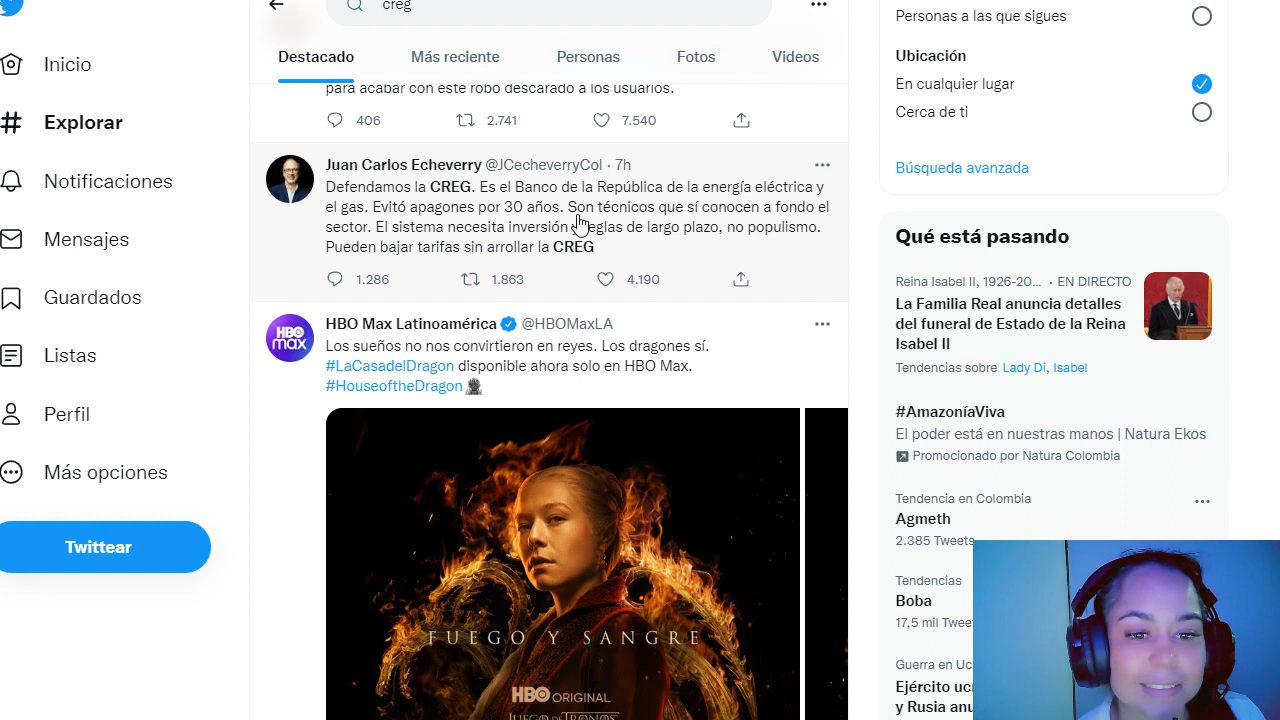 creg
Destacado
Más reciente
Personas
Fotos
Videos
Inicio
Explorar
Notificaciones
Mensajes
Guardados
Listas
Perfil
Más opciones
Twittear
para acabar con este robo descarado a los usuarios.
406 2.741 7.540
Juan Carlos Echeverry @JCecheverryCol · 7h
Defendamos la CREG. Es el Banco de la República de la energía eléctrica y
el gas. Evitó apagones por 30 años. Son técnicos que sí conocen a fondo el
sector. El sistema necesita inversión reglas de largo plazo, no populismo.
Pueden bajar tarifas sin arrollar la CREG
1.286 1.863 4.190
HBO max
HBO Max Latinoamérica @HBOMaxLA
Los sueños no nos convirtieron en reyes. Los dragones sí.
#LaCasadelDragon disponible ahora solo en HBO Max.
#HouseoftheDragon
FUEGO Y SANGRE
HBO ORIGINAL
JUEGO DE TRONOS
Personas a las que sigues
Ubicación
En cualquier lugar
Cerca de ti
Búsqueda avanzada
Qué está pasando
Reina Isabel II, 1926-20... · EN DIRECTO
La Familia Real anuncia detalles
del funeral de Estado de la Reina
Isabel II
Tendencias sobre Lady Di, Isabel
#AmazoníaViva
El poder está en nuestras manos | Natura Ekos
Promocionado por Natura Colombia
Tendencia en Colombia
Agmeth
2.385 Tweets
Tendencias
Boba
17,5 mil
Guerra en
Ejército
y Rusia